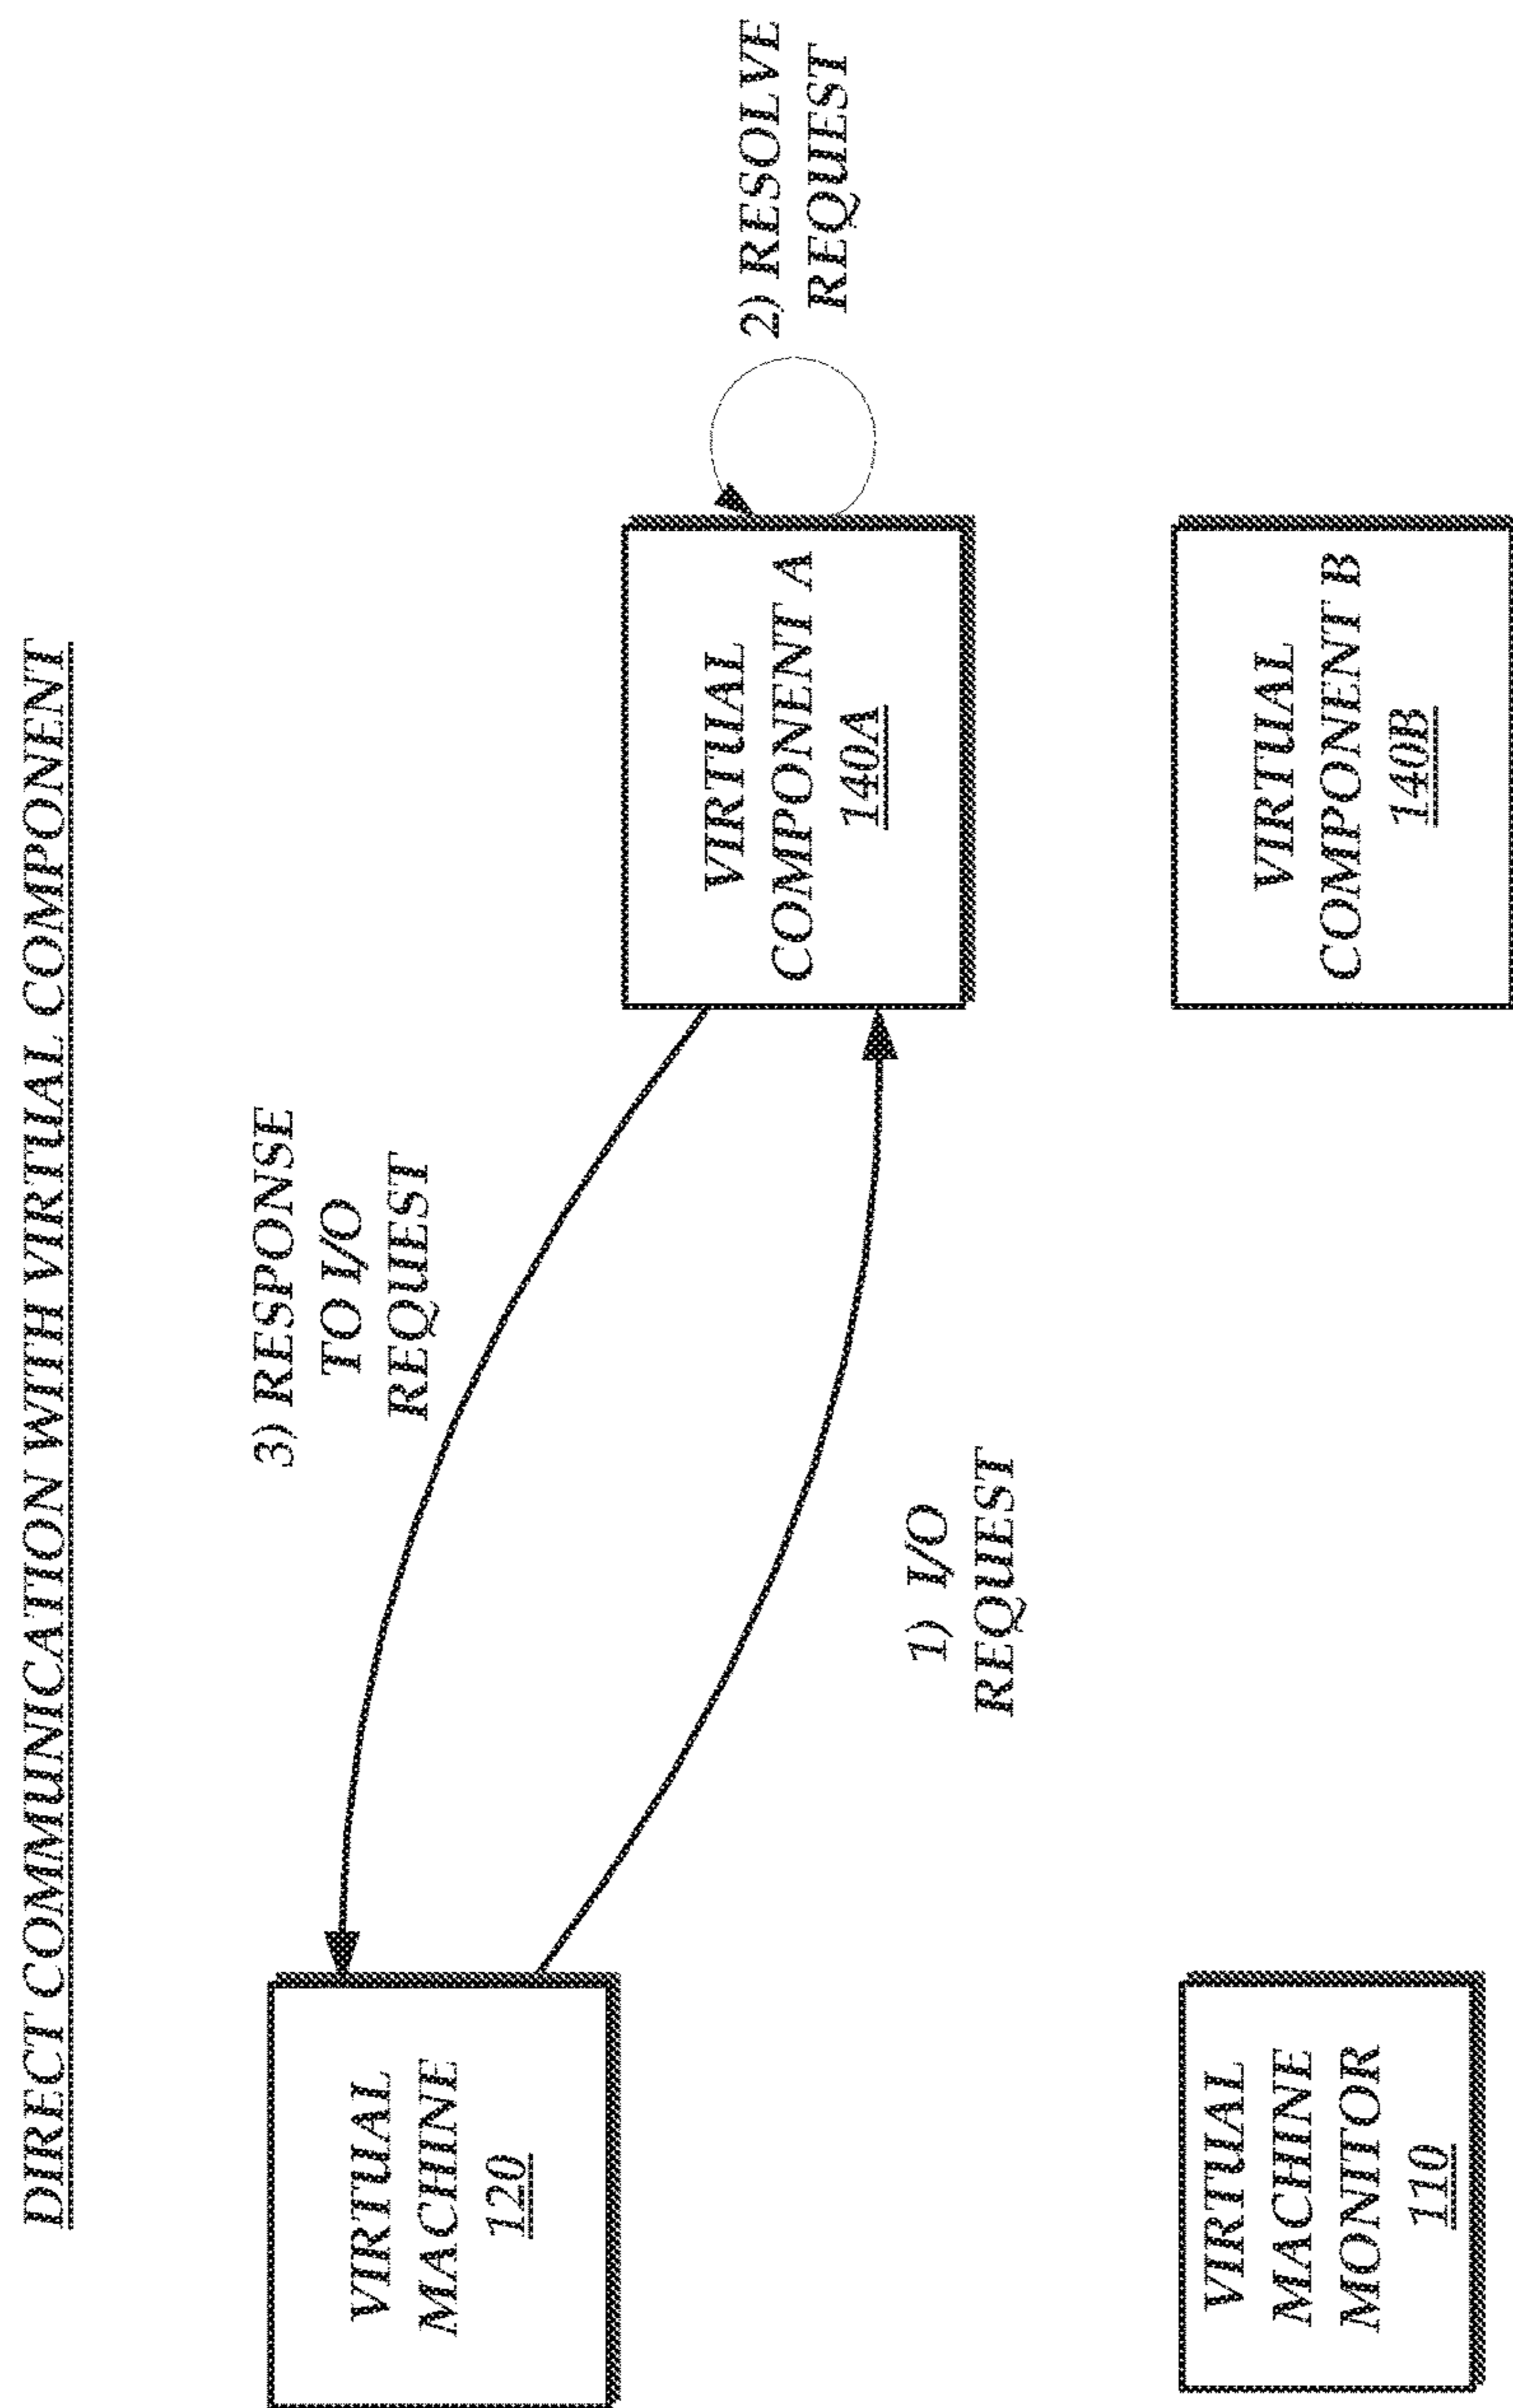 DIRECT COMMUNICATION WITH VIRTUAL COMPONENT
3) RESPONSE
TO I/O
REQUEST
VIRTUAL
MACHINE
120
2) RESOLVE
REQUEST
VIRTUAL
COMPONENT A
140A
1) I/O
REQUEST
VIRTUAL
MACHINE
MONITOR
110
VIRTUAL
COMPONENT B
140B